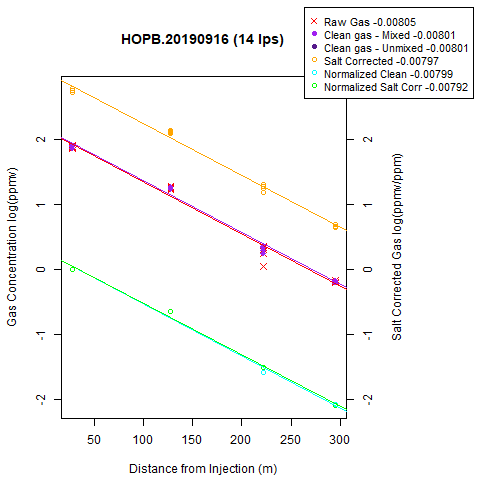 HOPB.20190916 (14 lps)
Raw Gas -0.00805
Clean gas - Mixed -0.00801
Clean gas - Unmixed -0.00801
Salt Corrected -0.00797
Normalized Clean -0.00799
Normalized Salt Corr -0.00792
Gas Concentration log(ppmv)
2
1
0
-1
-2
2
1
0
-1
-2
Salt Corrected Gas log(ppmv/ppm)
50 100 150 200 250 300
Distance from Injection (m)